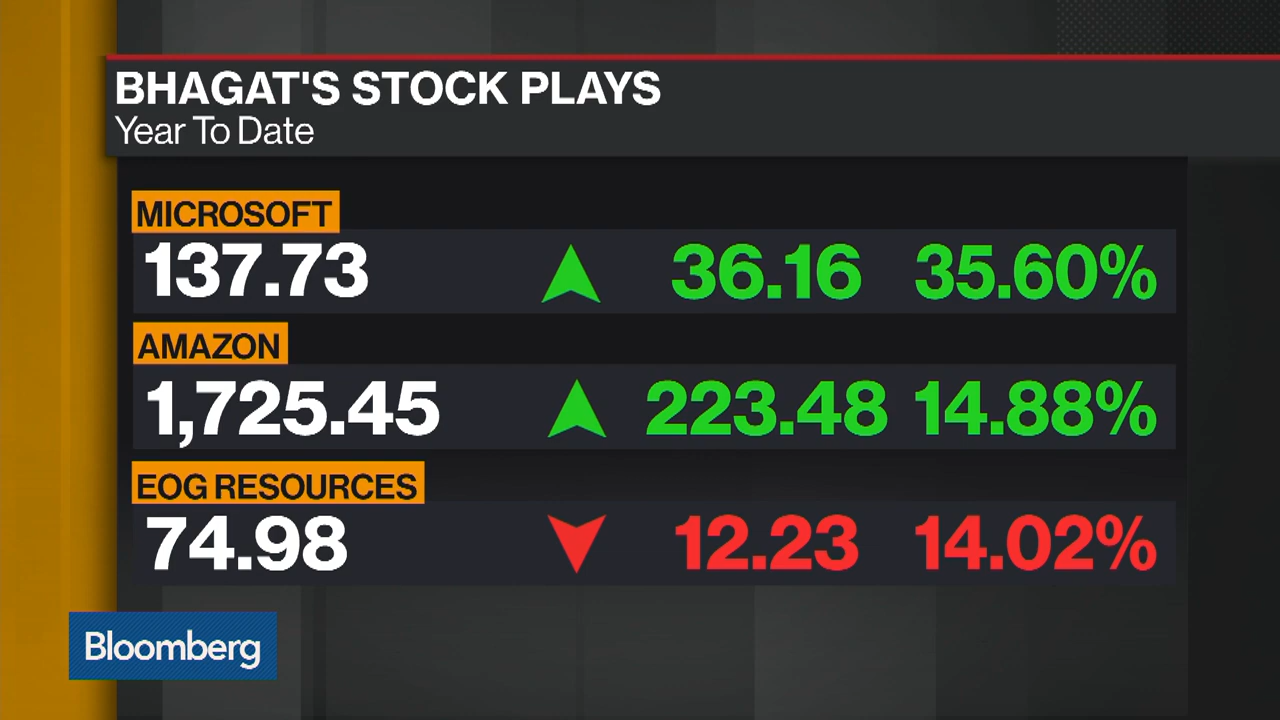 BHAGAT'S STOCK PLAYS
Year To Date
MICROSOFT
137.73 ▲ 36.16 35.60%
AMAZON
1,725.45 ▲ 223.48 14.88%
EOG RESOURCES
74.98 ▼ 12.23 14.02%
Bloomberg